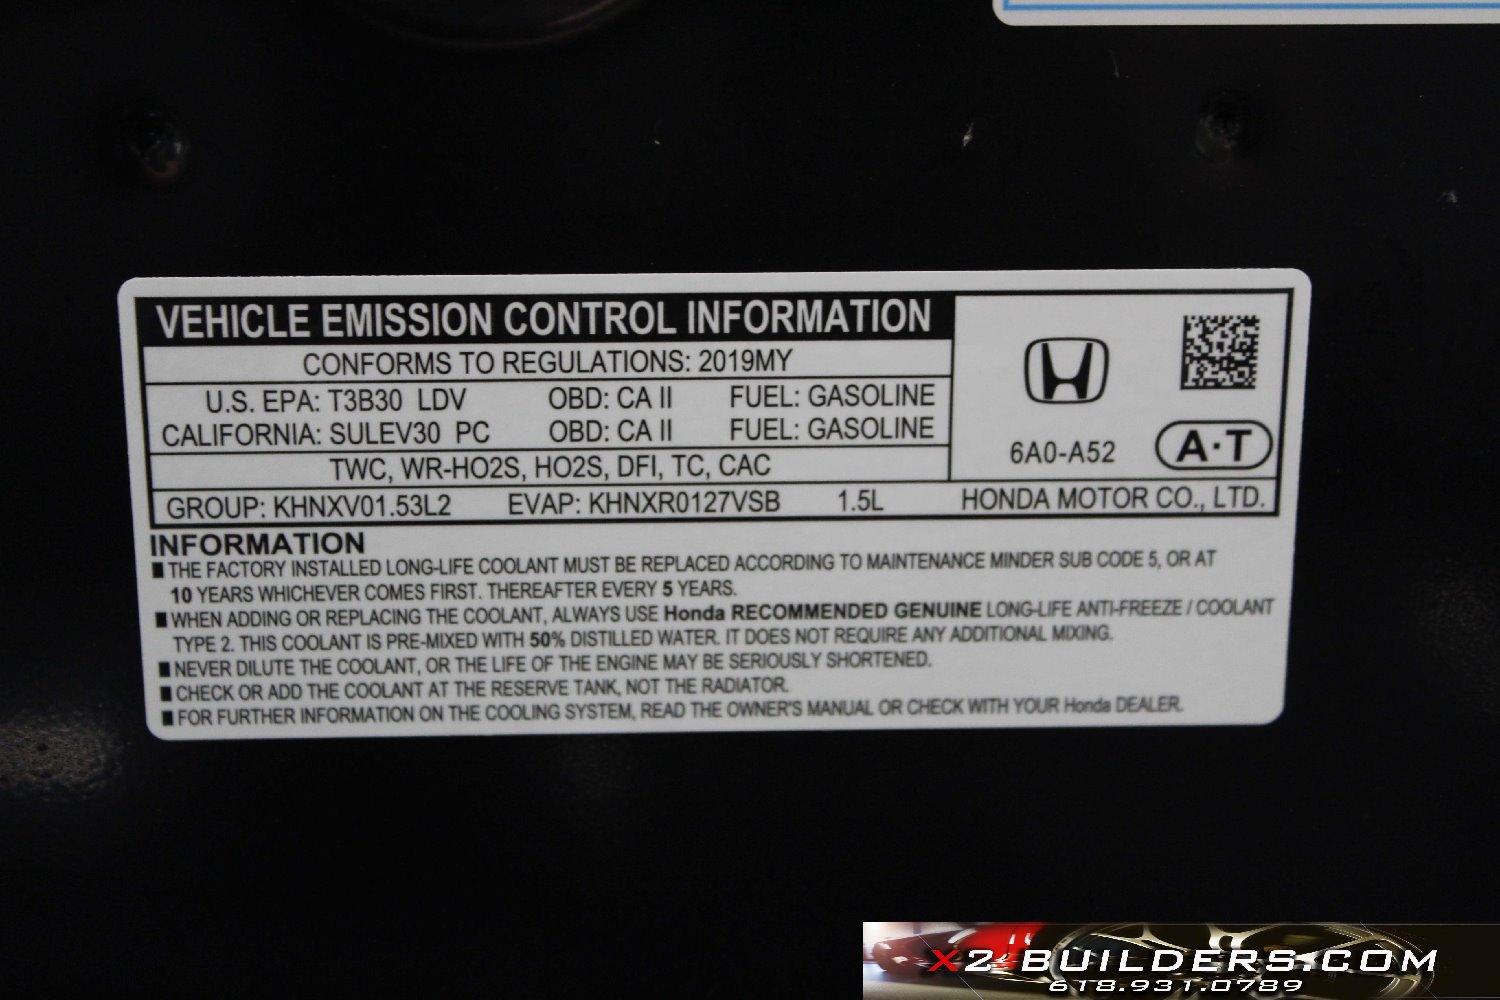 VEHICLE EMISSION CONTROL INFORMATION
CONFORMS TO REGULATIONS: 2019MY
U.S. EPA: T3B30 LDV OBD: CA II FUEL: GASOLINE
CALIFORNIA: SULEV30 PC OBD: CA II FUEL: GASOLINE
6A0-A52 A·T
TWC, WR-HO2S, HO2S, DFI, TC, CAC
GROUP: KHNXV01.53L2 EVAP: KHNXR0127VSB 1.5L HONDA MOTOR CO., LTD.
INFORMATION
■ THE FACTORY INSTALLED LONG-LIFE COOLANT MUST BE REPLACED ACCORDING TO MAINTENANCE MINDER SUB CODE 5, OR AT
10 YEARS WHICHEVER COMES FIRST. THEREAFTER EVERY 5 YEARS.
■ WHEN ADDING OR REPLACING THE COOLANT, ALWAYS USE Honda RECOMMENDED GENUINE LONG-LIFE ANTI-FREEZE / COOLANT
TYPE 2. THIS COOLANT IS PRE-MIXED WITH 50% DISTILLED WATER. IT DOES NOT REQUIRE ANY ADDITIONAL MIXING.
■ NEVER DILUTE THE COOLANT, OR THE LIFE OF THE ENGINE MAY BE SERIOUSLY SHORTENED.
■ CHECK OR ADD THE COOLANT AT THE RESERVE TANK, NOT THE RADIATOR.
■ FOR FURTHER INFORMATION ON THE COOLING SYSTEM, READ THE OWNER'S MANUAL OR CHECK WITH YOUR Honda DEALER.
X2-BUILDERS.COM
618.931.0789